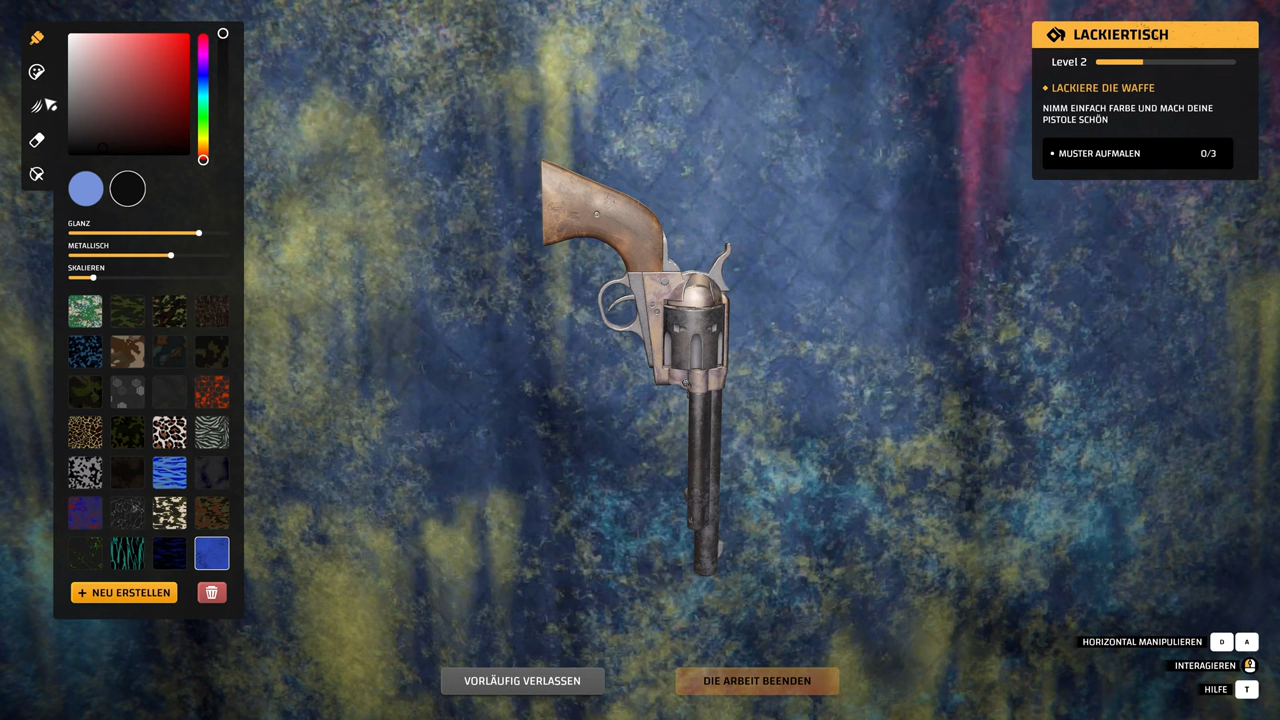 LACKIERTISCH
Level 2
LACKIERE DIE WAFFE
NIMM EINFACH FARBE UND MACH DEINE
PISTOLE SCHÖN
• MUSTER AUFMALEN 0/3
GLANZ
METALLISCH
SKALIEREN
+ NEU ERSTELLEN
VORLÄUFIG VERLASSEN
DIE ARBEIT BEENDEN
HORIZONTAL MANIPULIEREN D A
INTERAGIEREN
HILFE T